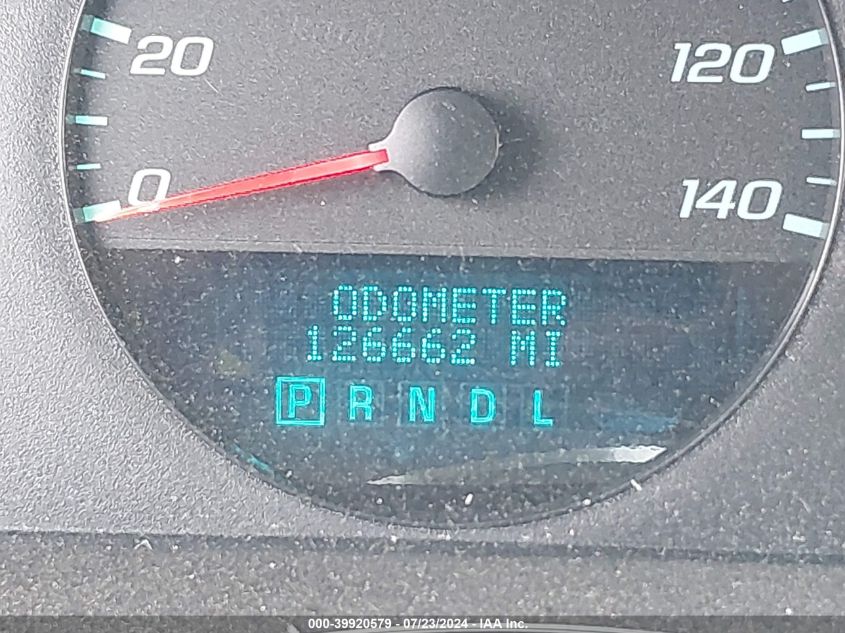 20
120
0
140
ODOMETER
126662 MI
P R N D L
000-39920579 - 07/23/2024 - IAA Inc.